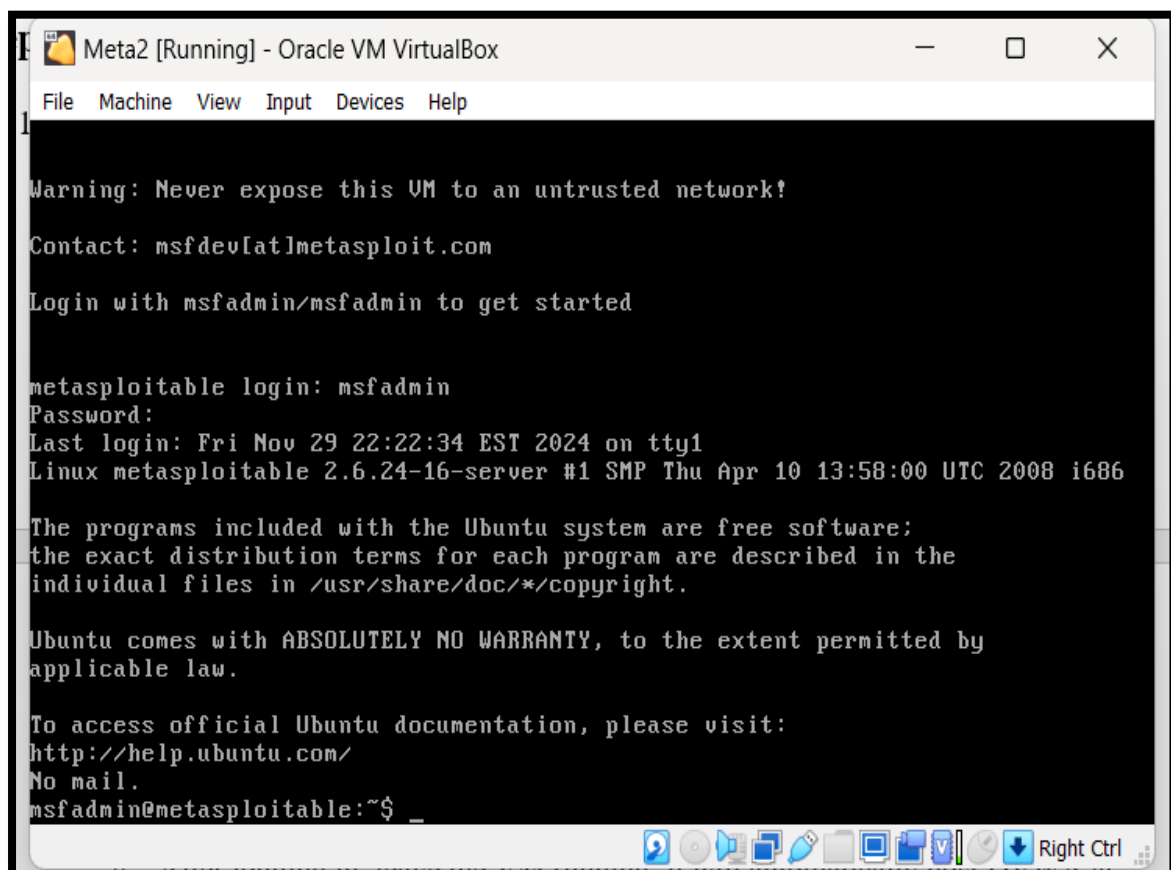 Meta2 [Running] - Oracle VM VirtualBox
File Machine View Input Devices Help
Warning: Never expose this VM to an untrusted network!
Contact: msfdev[at]metasploit.com
Login with msfadmin/msfadmin to get started
metasploitable login: msfadmin
Password:
Last login: Fri Nov 29 22:22:34 EST 2024 on tty1
Linux metasploitable 2.6.24-16-server #1 SMP Thu Apr 10 13:58:00 UTC 2008 i686
The programs included with the Ubuntu system are free software;
the exact distribution terms for each program are described in the
individual files in /usr/share/doc/*/copyright.
Ubuntu comes with ABSOLUTELY NO WARRANTY, to the extent permitted by
applicable law.
To access official Ubuntu documentation, please visit:
http://help.ubuntu.com/
No mail.
msfadmin@metasploitable:~$ _
Right Ctrl